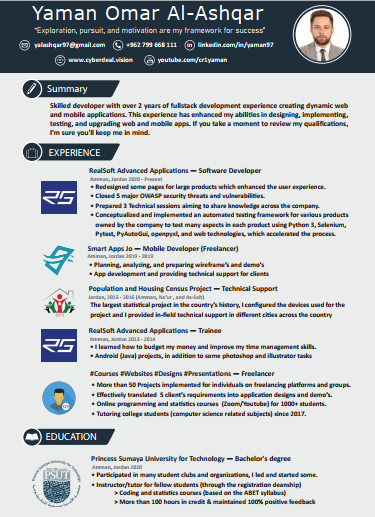 Yaman Omar Al-Ashqar
"Exploration, pursuit, and motivation are my framework for success"
yalashqar97@gmail.com +962 799 668 111 linkedin.com/in/yaman97
www.cyberdeal.vision youtube.com/cr1yaman
Summary
Skilled developer with over 2 years of fullstack development experience creating dynamic web
and mobile applications. This experience has enhanced my abilities in designing, implementing,
testing, and upgrading web and mobile apps. If you take a moment to review my qualifications,
I'm sure you'll keep me in mind.
EXPERIENCE
RealSoft Advanced Applications — Software Developer
Amman, Jordan 2020 - Present
• Redesigned some pages for large products which enhanced the user experience.
• Closed 5 major OWASP security threats and vulnerabilities.
• Prepared 3 Technical sessions aiming to share knowledge across the company.
• Conceptualized and implemented an automated testing framework for various products
owned by the company to test many aspects in each product using Python 3, Selenium,
Pytest, PyAutoGui, openpyxl, and web technologies, which accelerated the process.
Smart Apps Jo — Mobile Developer (Freelancer)
Amman, Jordan 2019 - 2019
• Planning, analyzing, and preparing wireframe's and demo's
• App development and providing technical support for clients
Population and Housing Census Project — Technical Support
Jordan, 2015 - 2016 (Amman, Na'ur , and As-Salt)
The largest statistical project in the country's history, I configured the devices used for the
project and I provided in-field technical support in different cities across the country
RealSoft Advanced Applications — Trainee
Amman, Jordan 2013 - 2014
• I learned how to budget my money and improve my time management skills.
• Android (Java) projects, in addition to some photoshop and illustrator tasks
#Courses #Websites #Designs #Presentations — Freelancer
• More than 50 Projects implemented for individuals on freelancing platforms and groups.
• Effectively translated 5 client's requirements into application designs and demo's.
• Online programming and statistics courses (Zoom/Youtube) for 1000+ students.
• Tutoring college students (computer science related subjects) since 2017.
EDUCATION
Princess Sumaya University for Technology — Bachelor's degree
Amman, Jordan 2020
• Participated in many student clubs and organizations, I led and started some.
• Instructor/tutor for fellow students (through the registration deanship)
> Coding and statistics courses (based on the ABET syllabus)
> More than 100 hours in credit & maintained 100% positive feedback
PSUT